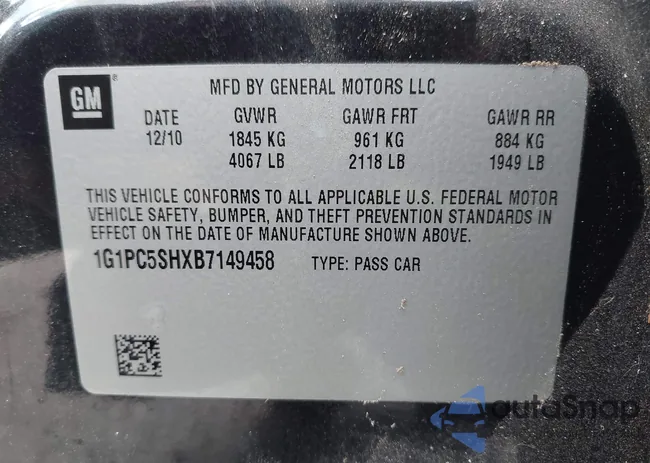 GM
MFD BY GENERAL MOTORS LLC
DATE GVWR GAWR FRT GAWR RR
12/10 1845 KG 961 KG 884 KG
4067 LB 2118 LB 1949 LB
THIS VEHICLE CONFORMS TO ALL APPLICABLE U.S. FEDERAL MOTOR
VEHICLE SAFETY, BUMPER, AND THEFT PREVENTION STANDARDS IN
EFFECT ON THE DATE OF MANUFACTURE SHOWN ABOVE.
1G1PC5SHXB7149458 TYPE: PASS CAR
autoSnap